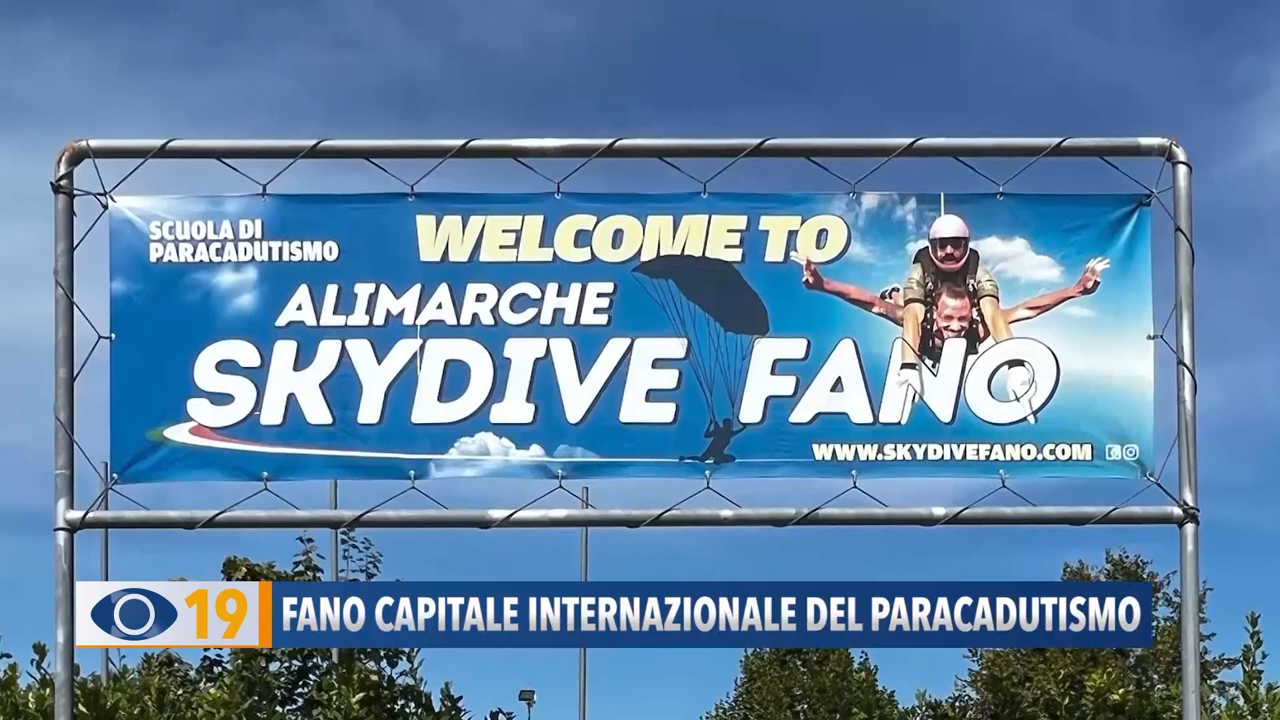 SCUOLA DI
PARACADUTISMO
WELCOME TO
ALIMARCHE
SKYDIVE FANO
WWW.SKYDIVEFANO.COM
19
FANO CAPITALE INTERNAZIONALE DEL PARACADUTISMO